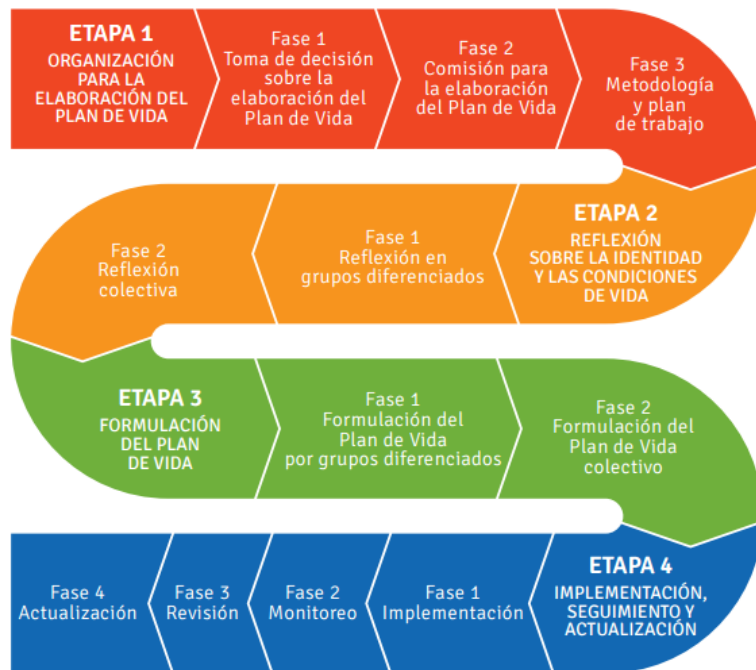 ETAPA 1
ORGANIZACIÓN
PARA LA
ELABORACIÓN DEL
PLAN DE VIDA
Fase 1
Toma de decisión
sobre la
elaboración del
Plan de Vida
Fase 2
Comisión para
la elaboración
del Plan de Vida
Fase 3
Metodología
y plan
de trabajo
ETAPA 2
REFLEXIÓN
SOBRE LA IDENTIDAD
Y LAS CONDICIONES
DE VIDA
Fase 1
Reflexión en
grupos diferenciados
Fase 2
Reflexión
colectiva
ETAPA 3
FORMULACIÓN
DEL PLAN
DE VIDA
Fase 1
Formulación del
Plan de Vida
por grupos diferenciados
Fase 2
Formulación del
Plan de Vida
colectivo
ETAPA 4
IMPLEMENTACIÓN,
SEGUIMIENTO Y
ACTUALIZACIÓN
Fase 1
Implementación
Fase 2
Monitoreo
Fase 3
Revisión
Fase 4
Actualización